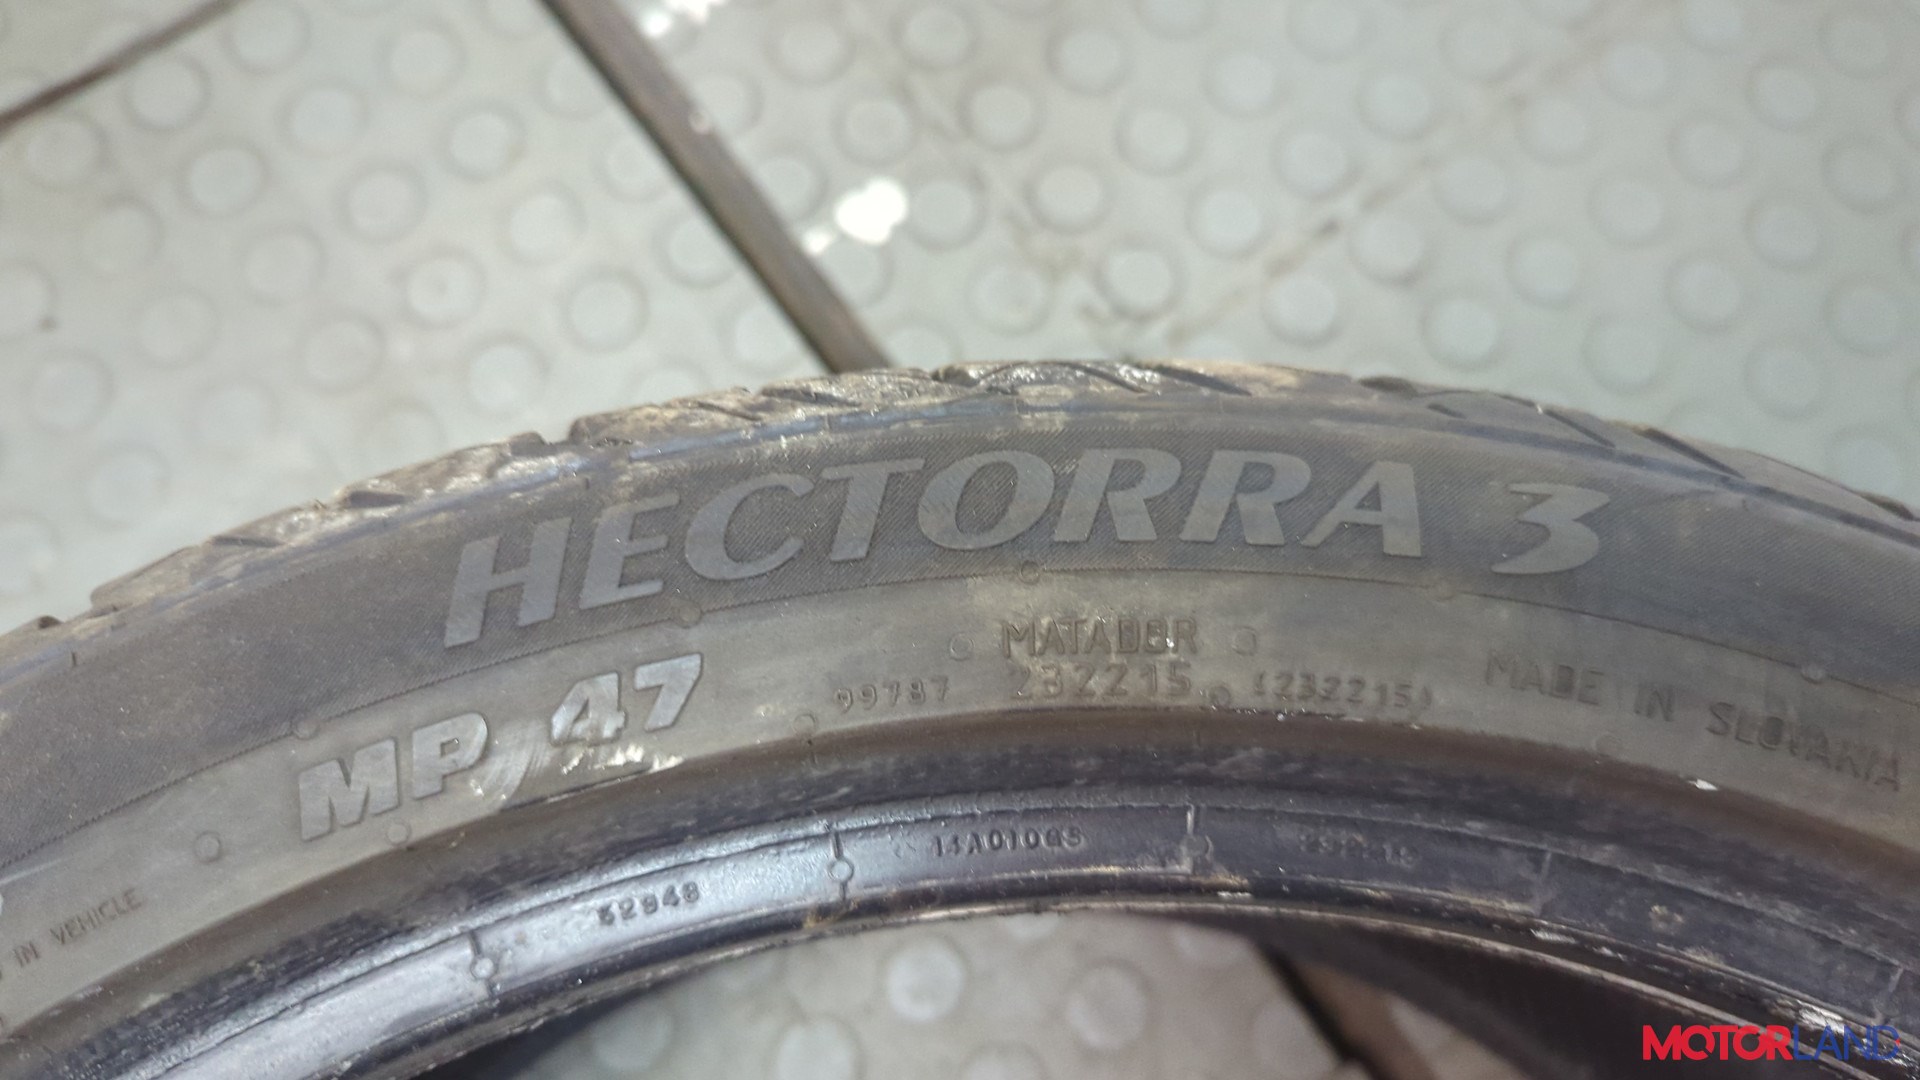 HECTORRA 3
MATADOR
MP 47
99787 232215 (232215)
MADE IN SLOVAKIA
IN VEHICLE
52948
MOTORLAND